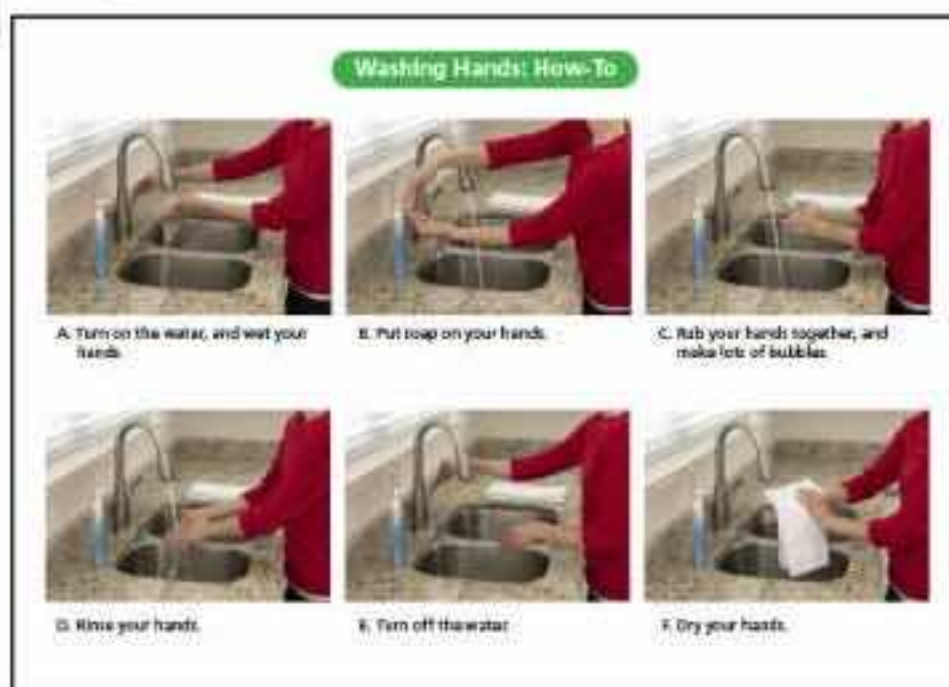 Washing Hands: How-To
A. Turn on the water, and wet your
hands.
B. Put soap on your hands.
C. Rub your hands together, and
make lots of bubbles.
D. Rinse your hands.
E. Turn off the water.
F. Dry your hands.